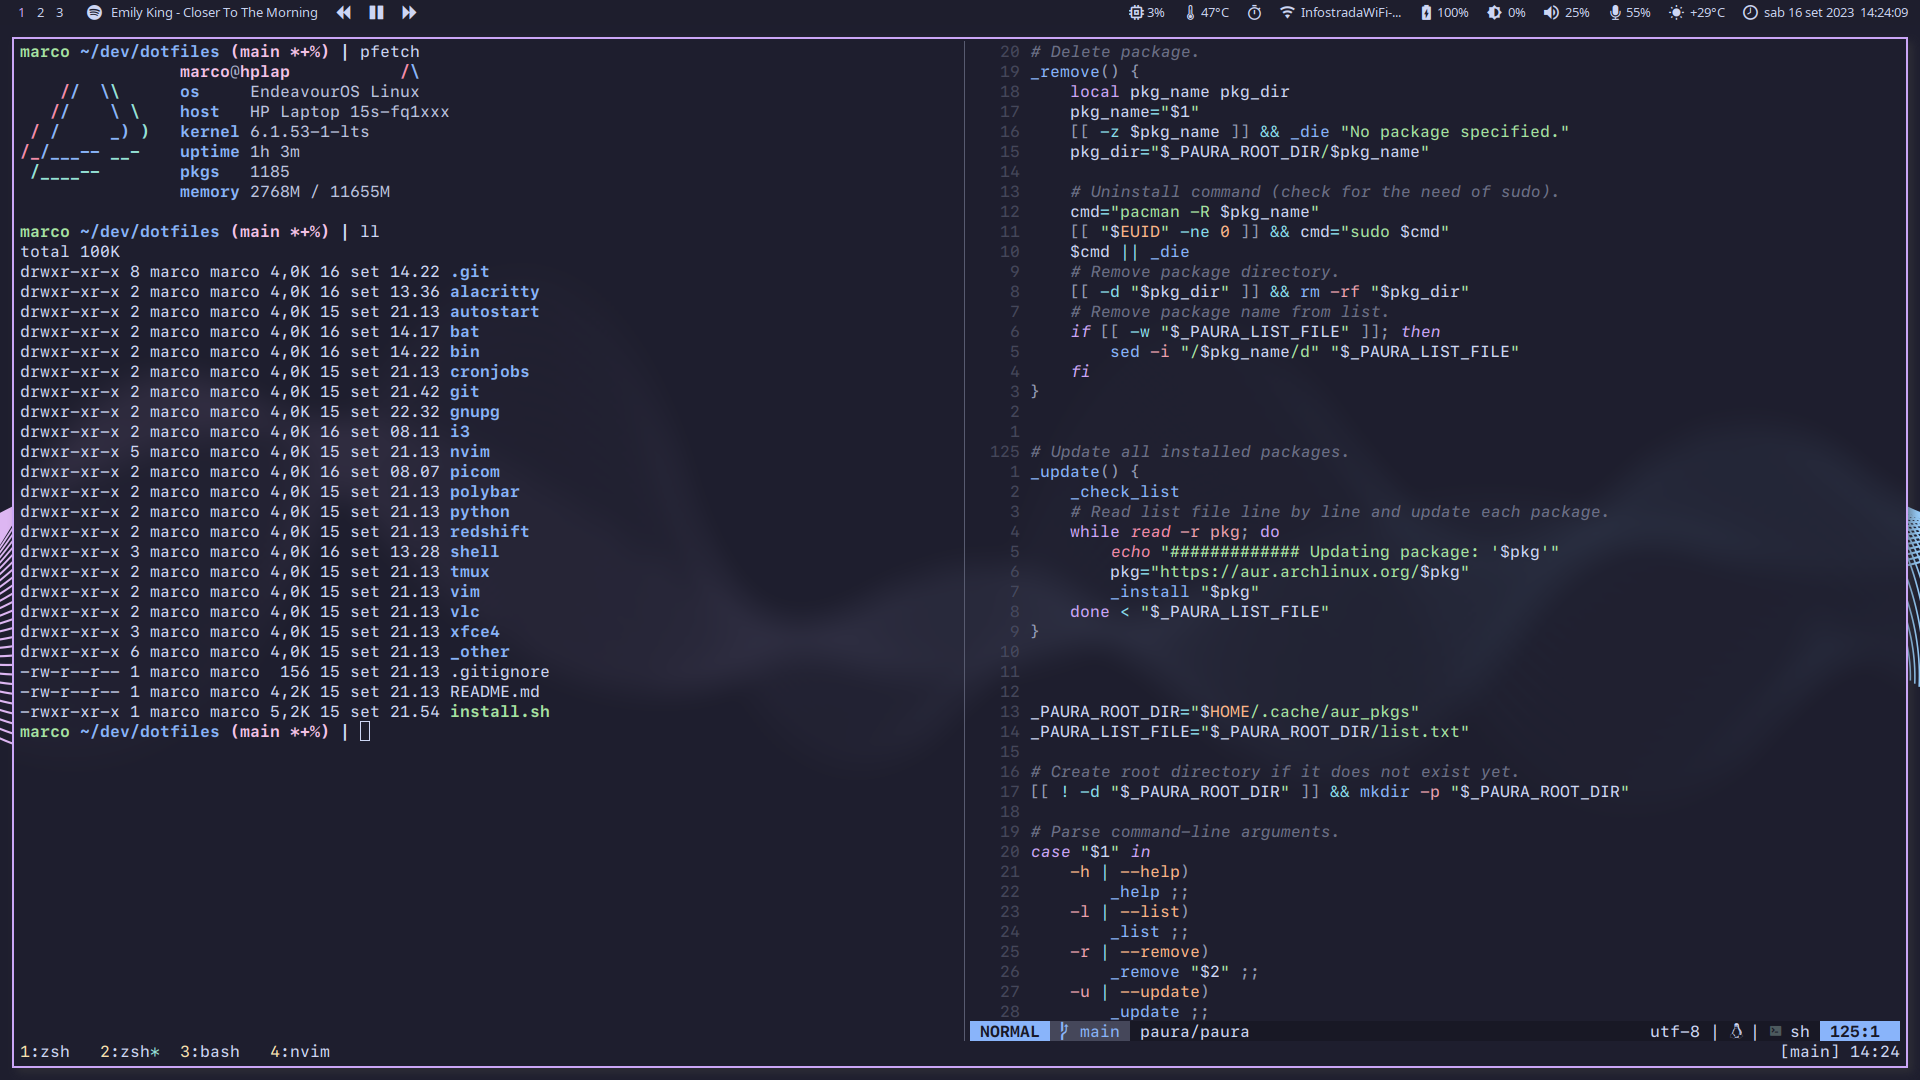 1 2 3 Emily King - Closer To The Morning 3% 47°C InfostradaWiFi-... 100% 0% 25% 55% +29°C sab 16 set 2023 14:24:09
marco ~/dev/dotfiles (main *+%) | pfetch
marco@hplap /\
// \\ os EndeavourOS Linux
// \ \ host HP Laptop 15s-fq1xxx
/ / _) ) kernel 6.1.53-1-lts
/_/___-- __- uptime 1h 3m
/____-- pkgs 1185
memory 2768M / 11655M
marco ~/dev/dotfiles (main *+%) | ll
total 100K
drwxr-xr-x 8 marco marco 4,0K 16 set 14.22 .git
drwxr-xr-x 2 marco marco 4,0K 16 set 13.36 alacritty
drwxr-xr-x 2 marco marco 4,0K 15 set 21.13 autostart
drwxr-xr-x 2 marco marco 4,0K 16 set 14.17 bat
drwxr-xr-x 2 marco marco 4,0K 16 set 14.22 bin
drwxr-xr-x 2 marco marco 4,0K 15 set 21.13 cronjobs
drwxr-xr-x 2 marco marco 4,0K 15 set 21.42 git
drwxr-xr-x 2 marco marco 4,0K 15 set 22.32 gnupg
drwxr-xr-x 2 marco marco 4,0K 16 set 08.11 i3
drwxr-xr-x 5 marco marco 4,0K 15 set 21.13 nvim
drwxr-xr-x 2 marco marco 4,0K 16 set 08.07 picom
drwxr-xr-x 2 marco marco 4,0K 15 set 21.13 polybar
drwxr-xr-x 2 marco marco 4,0K 15 set 21.13 python
drwxr-xr-x 2 marco marco 4,0K 15 set 21.13 redshift
drwxr-xr-x 3 marco marco 4,0K 16 set 13.28 shell
drwxr-xr-x 2 marco marco 4,0K 15 set 21.13 tmux
drwxr-xr-x 2 marco marco 4,0K 15 set 21.13 vim
drwxr-xr-x 2 marco marco 4,0K 15 set 21.13 vlc
drwxr-xr-x 3 marco marco 4,0K 15 set 21.13 xfce4
drwxr-xr-x 6 marco marco 4,0K 15 set 21.13 _other
-rw-r--r-- 1 marco marco 156 15 set 21.13 .gitignore
-rw-r--r-- 1 marco marco 4,2K 15 set 21.13 README.md
-rwxr-xr-x 1 marco marco 5,2K 15 set 21.54 install.sh
marco ~/dev/dotfiles (main *+%) |
20 # Delete package.
19 _remove() {
18 local pkg_name pkg_dir
17 pkg_name="$1"
16 [[ -z $pkg_name ]] && _die "No package specified."
15 pkg_dir="$_PAURA_ROOT_DIR/$pkg_name"
14
13 # Uninstall command (check for the need of sudo).
12 cmd="pacman -R $pkg_name"
11 [[ "$EUID" -ne 0 ]] && cmd="sudo $cmd"
10 $cmd || _die
9 # Remove package directory.
8 [[ -d "$pkg_dir" ]] && rm -rf "$pkg_dir"
7 # Remove package name from list.
6 if [[ -w "$_PAURA_LIST_FILE" ]]; then
5 sed -i "/$pkg_name/d" "$_PAURA_LIST_FILE"
4 fi
3 }
2
1
125 # Update all installed packages.
1 _update() {
2 _check_list
3 # Read list file line by line and update each package.
4 while read -r pkg; do
5 echo "############# Updating package: '$pkg'"
6 pkg="https://aur.archlinux.org/$pkg"
7 _install "$pkg"
8 done < "$_PAURA_LIST_FILE"
9 }
10
11
12
13 _PAURA_ROOT_DIR="$HOME/.cache/aur_pkgs"
14 _PAURA_LIST_FILE="$_PAURA_ROOT_DIR/list.txt"
15
16 # Create root directory if it does not exist yet.
17 [[ ! -d "$_PAURA_ROOT_DIR" ]] && mkdir -p "$_PAURA_ROOT_DIR"
18
19 # Parse command-line arguments.
20 case "$1" in
21 -h | --help)
22 _help ;;
23 -l | --list)
24 _list ;;
25 -r | --remove)
26 _remove "$2" ;;
27 -u | --update)
28 _update ;;
NORMAL main paura/paura utf-8 | | sh 125:1
1:zsh 2:zsh* 3:bash 4:nvim [main] 14:24